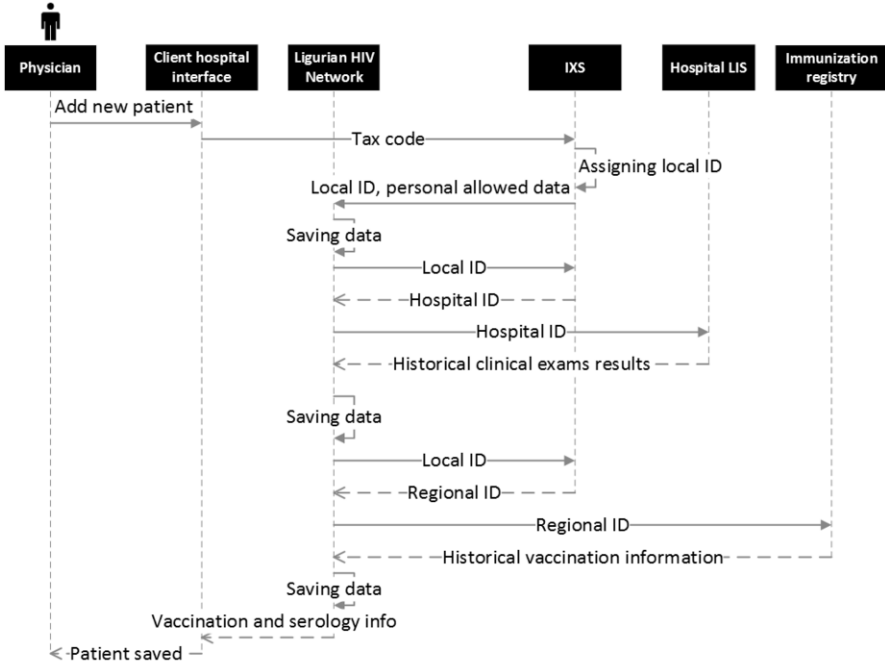 Physician
Client hospital
interface
Ligurian HIV
Network
IXS
Hospital LIS
Immunization
registry
Add new patient
Tax code
Assigning local ID
Local ID, personal allowed data
Saving data
Local ID
Hospital ID
Hospital ID
Historical clinical exams results
Saving data
Local ID
Regional ID
Regional ID
Historical vaccination information
Saving data
Vaccination and serology info
Patient saved